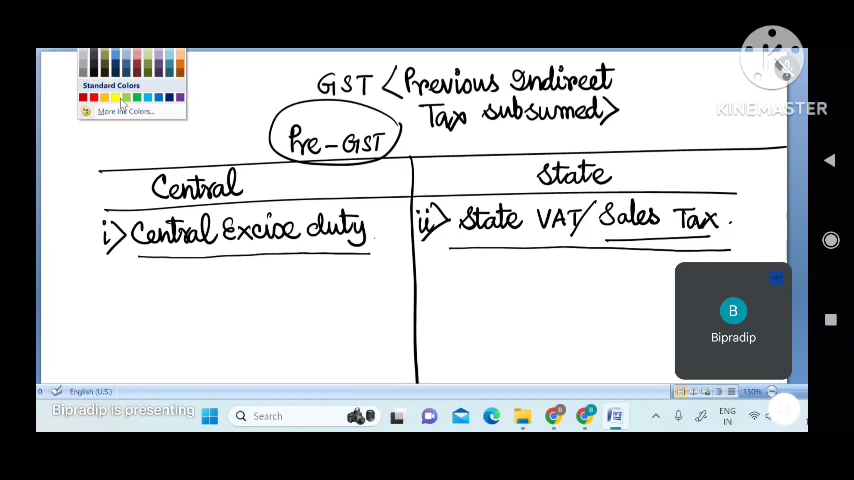 Standard Colors
More Ink Colors...
GST <Previous Indirect
Tax subsumed>
Pre-GST
Central
State
i> Central Excise duty
ii> State VAT/Sales Tax.
KINEMASTER
B
Bipradip
English (U.S.)
130%
Bipradip is presenting
Search
ENG
IN